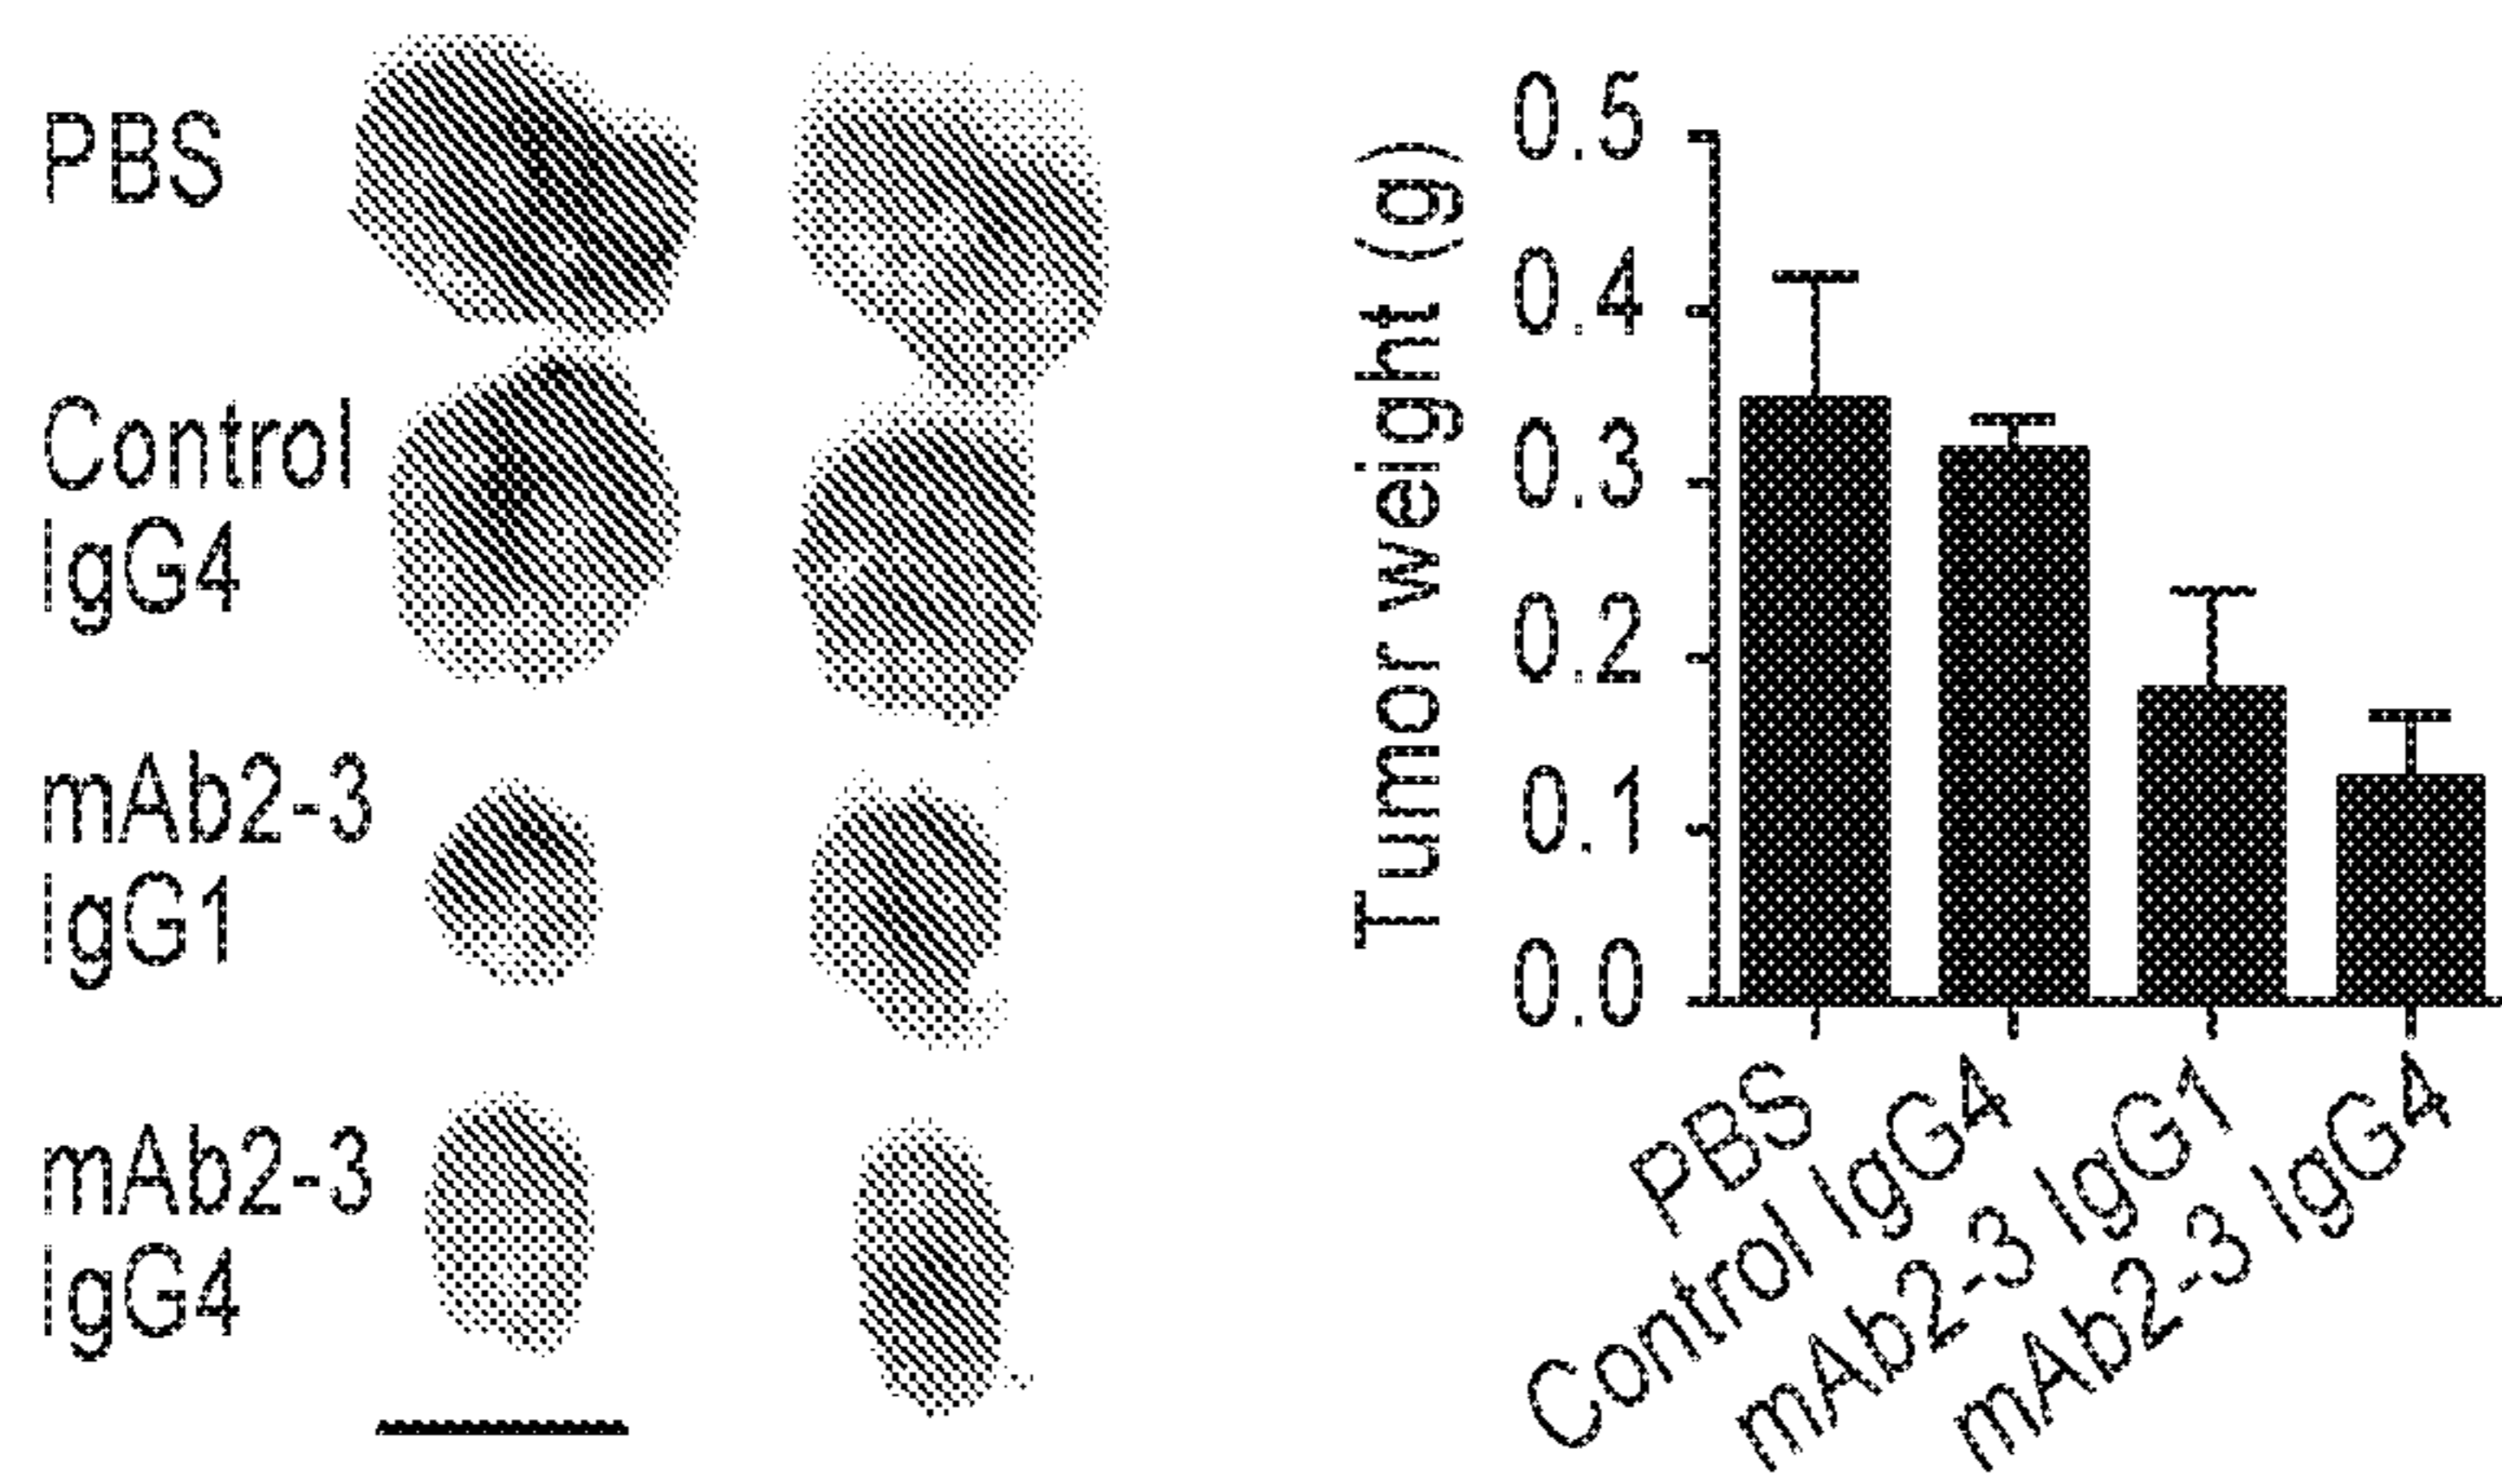 PBS
Control
IgG4
mAb2-3
IgG1
mAb2-3
IgG4
Tumor weight (g)
0.5
0.4
0.3
0.2
0.1
0.0
PBS
Control IgG4
mAb2-3 IgG1
mAb2-3 IgG4